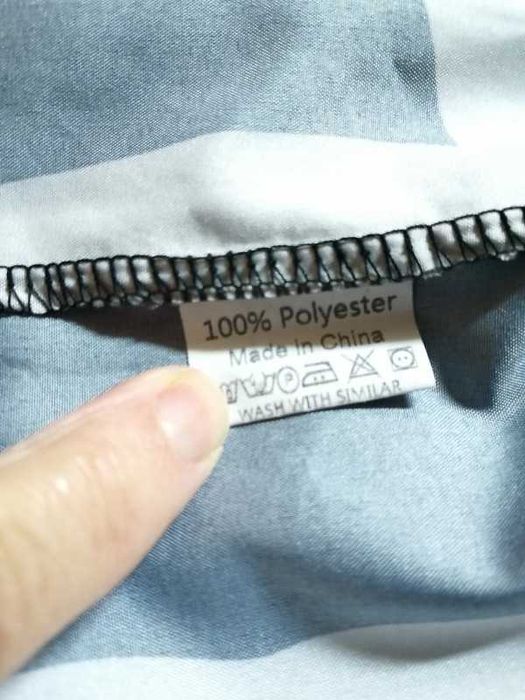 100% Polyester
Made In China
WASH WITH SIMILAR